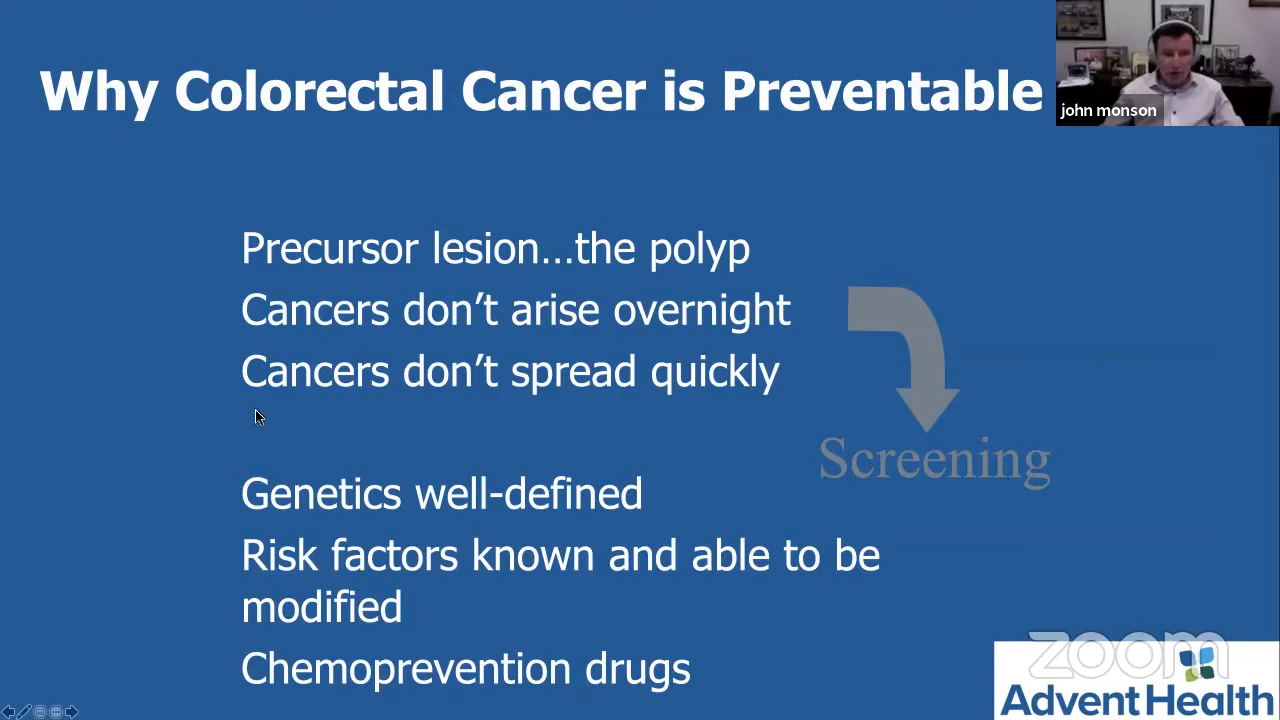 Why Colorectal Cancer is Preventable
john monson
Precursor lesion...the polyp
Cancers don’t arise overnight
Cancers don’t spread quickly
Screening
Genetics well-defined
Risk factors known and able to be
modified
Chemoprevention drugs
zoom
AdventHealth